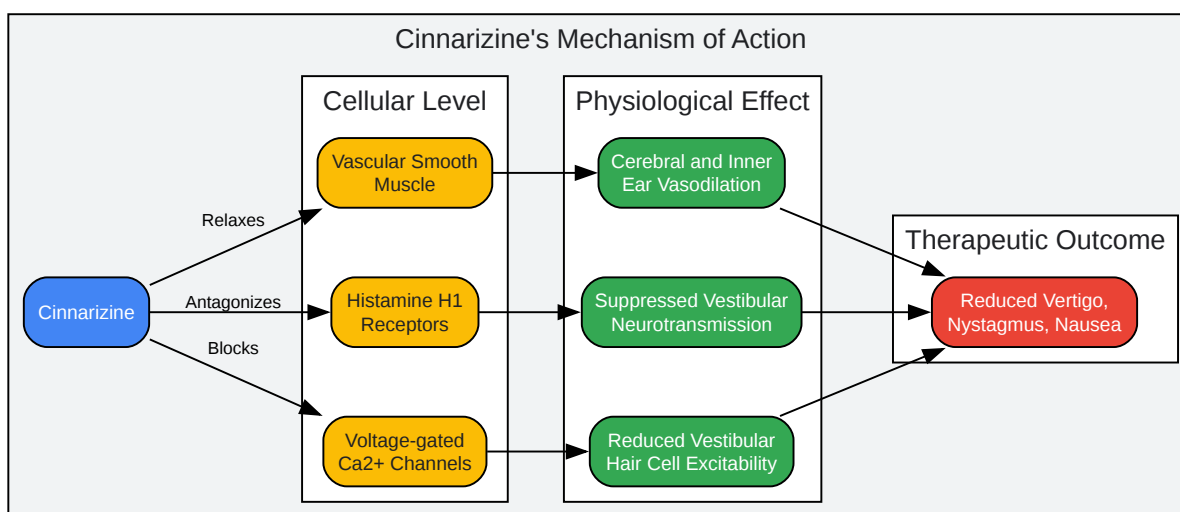 Cinnarizine's Mechanism of Action
Cellular Level
Physiological Effect
Therapeutic Outcome
Cinnarizine
Relaxes
Antagonizes
Blocks
Vascular Smooth
Muscle
Histamine H1
Receptors
Voltage-gated
Ca2+ Channels
Cerebral and Inner
Ear Vasodilation
Suppressed Vestibular
Neurotransmission
Reduced Vestibular
Hair Cell Excitability
Reduced Vertigo,
Nystagmus, Nausea